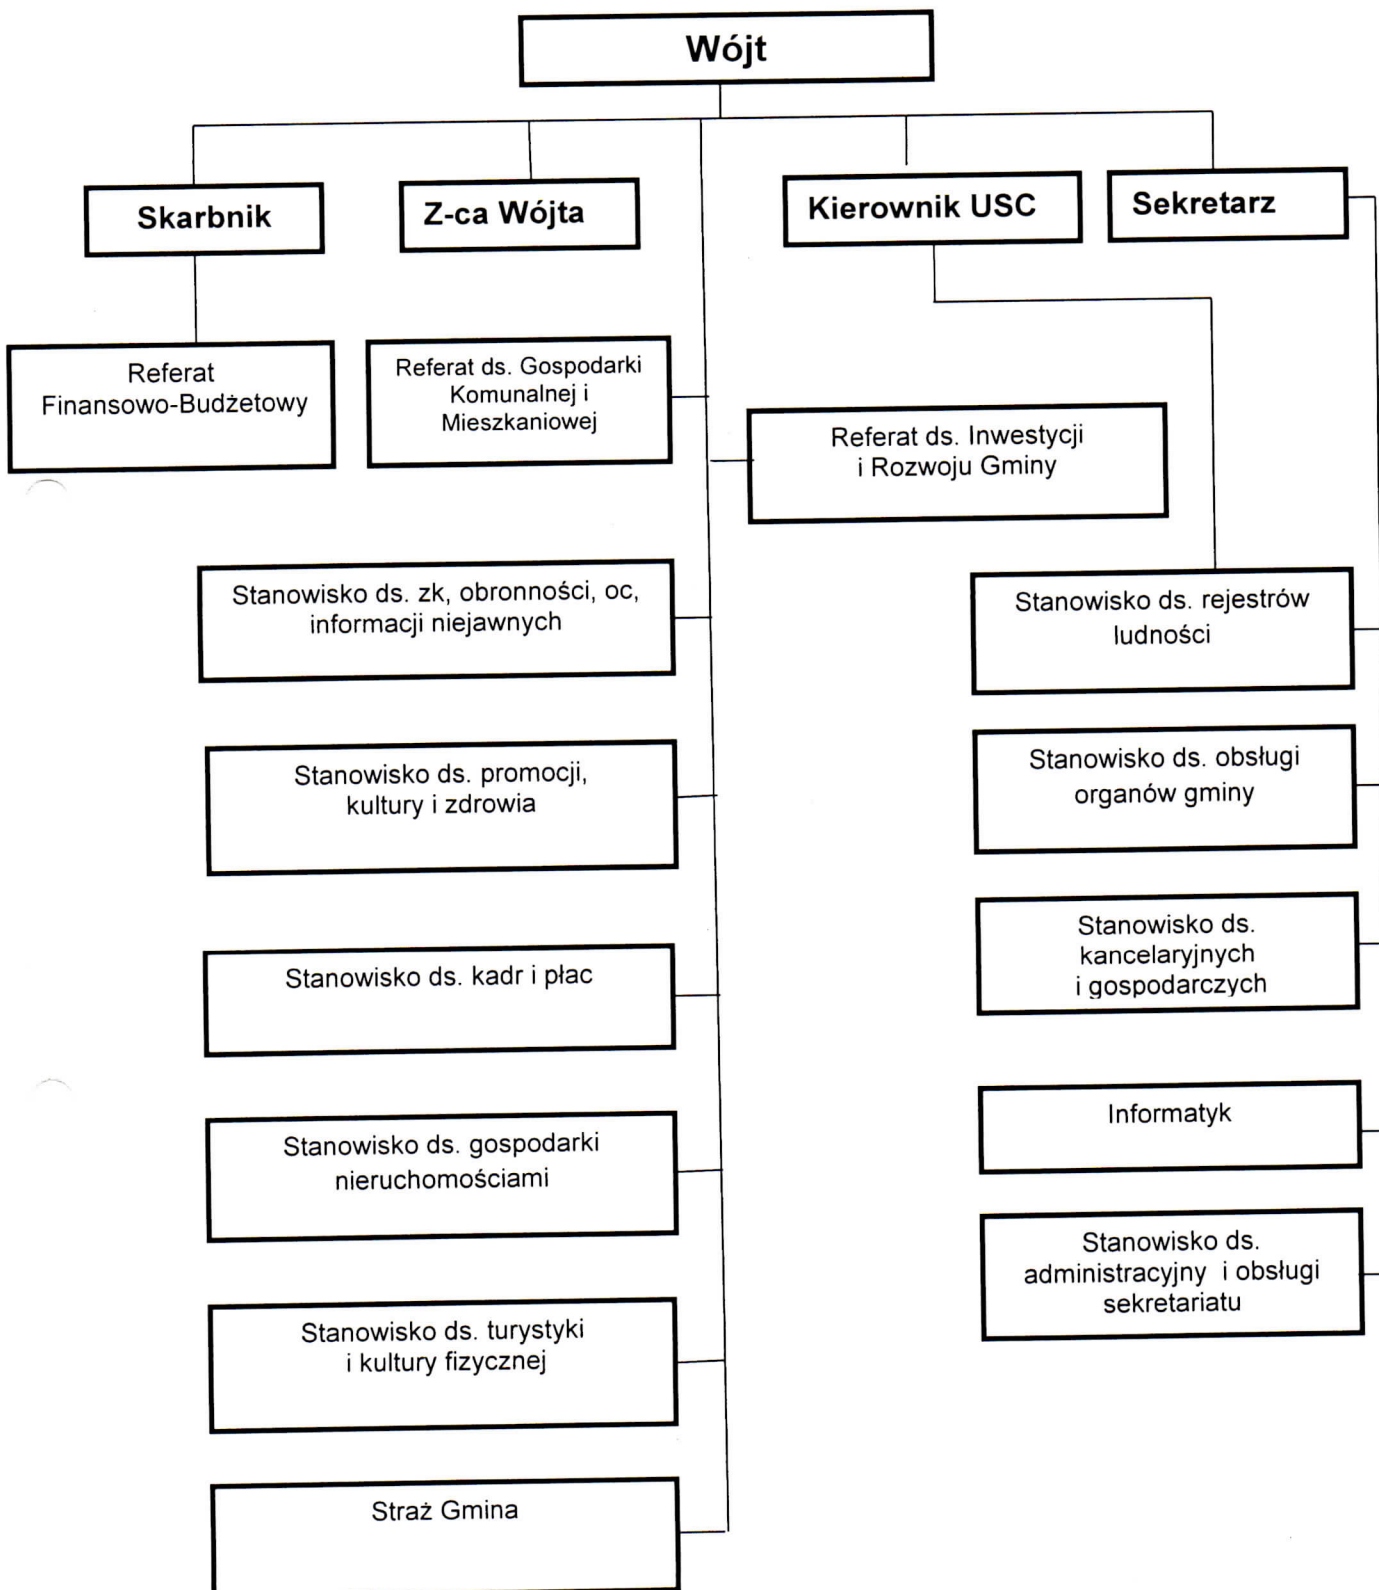 Wójt
Skarbnik
Z-ca Wójta
Kierownik USC
Sekretarz
Referat
Finansowo-Budżetowy
Referat ds. Gospodarki
Komunalnej i
Mieszkaniowej
Referat ds. Inwestycji
i Rozwoju Gminy
Stanowisko ds. zk, obronności, oc,
informacji niejawnych
Stanowisko ds. rejestrów
ludności
Stanowisko ds. promocji,
kultury i zdrowia
Stanowisko ds. obsługi
organów gminy
Stanowisko ds. kadr i płac
Stanowisko ds.
kancelaryjnych
i gospodarczych
Stanowisko ds. gospodarki
nieruchomościami
Informatyk
Stanowisko ds.
administracyjny i obsługi
sekretariatu
Stanowisko ds. turystyki
i kultury fizycznej
Straż Gmina